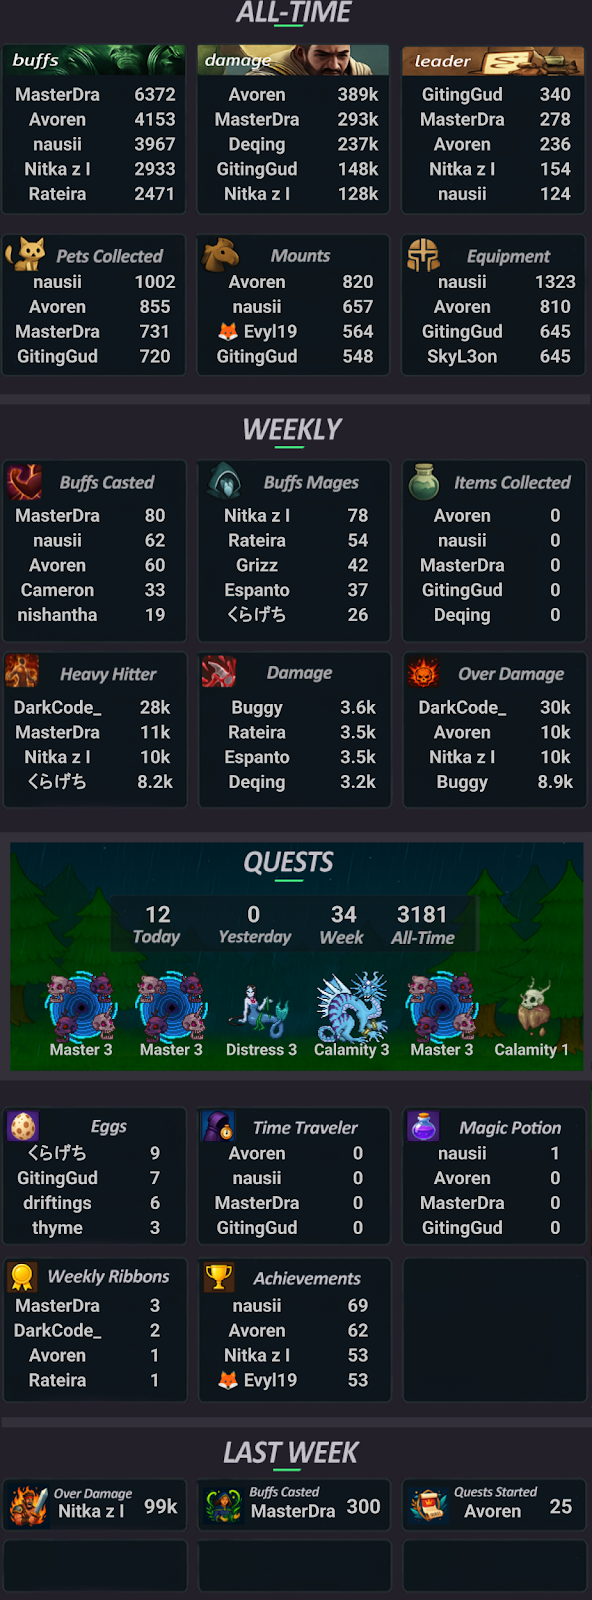 ALL-TIME
buffs
MasterDra 6372
Avoren 4153
nausii 3967
Nitka z l 2933
Rateira 2471
damage
Avoren 389k
MasterDra 293k
Deqing 237k
GitingGud 148k
Nitka z l 128k
leader
GitingGud 340
MasterDra 278
Avoren 236
Nitka z l 154
nausii 124
Pets Collected
nausii 1002
Avoren 855
MasterDra 731
GitingGud 720
Mounts
Avoren 820
nausii 657
🦊 Evyl19 564
GitingGud 548
Equipment
nausii 1323
Avoren 810
GitingGud 645
SkyL3on 645
WEEKLY
Buffs Casted
MasterDra 80
nausii 62
Avoren 60
Cameron 33
nishantha 19
Buffs Mages
Nitka z l 78
Rateira 54
Grizz 42
Espanto 37
くらげち 26
Items Collected
Avoren 0
nausii 0
MasterDra 0
GitingGud 0
Deqing 0
Heavy Hitter
DarkCode_ 28k
MasterDra 11k
Nitka z l 10k
くらげち 8.2k
Damage
Buggy 3.6k
Rateira 3.5k
Espanto 3.5k
Deqing 3.2k
Over Damage
DarkCode_ 30k
Avoren 10k
Nitka z l 10k
Buggy 8.9k
QUESTS
12 0 34 3181
Today Yesterday Week All-Time
Master 3 Master 3 Distress 3 Calamity 3 Master 3 Calamity 1
Eggs
くらげち 9
GitingGud 7
driftings 6
thyme 3
Time Traveler
Avoren 0
nausii 0
MasterDra 0
GitingGud 0
Magic Potion
nausii 1
Avoren 0
MasterDra 0
GitingGud 0
Weekly Ribbons
MasterDra 3
DarkCode_ 2
Avoren 1
Rateira 1
Achievements
nausii 69
Avoren 62
Nitka z l 53
🦊 Evyl19 53
LAST WEEK
Over Damage
Nitka z l 99k
Buffs Casted
MasterDra 300
Quests Started
Avoren 25